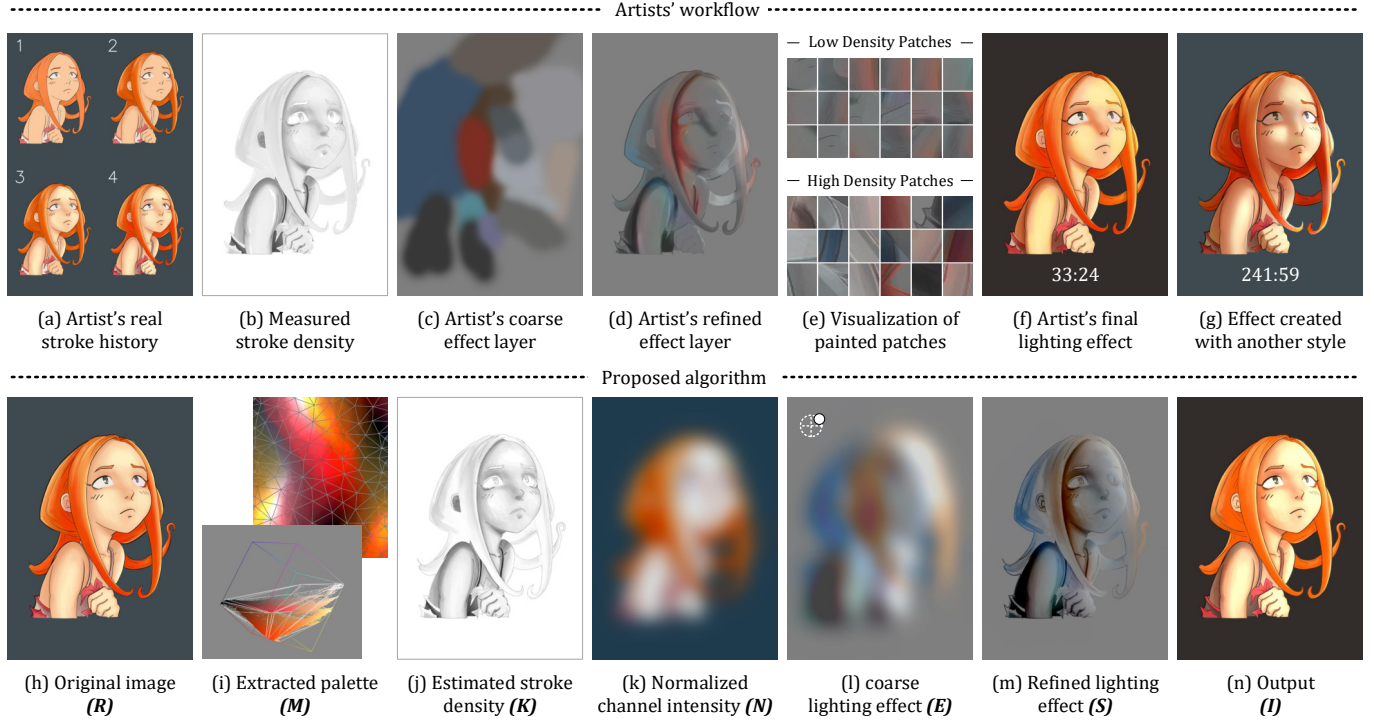 Artists' workflow
1
2
3
4
— Low Density Patches —
— High Density Patches —
33:24
241:59
(a) Artist's real
stroke history
(b) Measured
stroke density
(c) Artist's coarse
effect layer
(d) Artist's refined
effect layer
(e) Visualization of
painted patches
(f) Artist's final
lighting effect
(g) Effect created
with another style
Proposed algorithm
(h) Original image
(R)
(i) Extracted palette
(M)
(j) Estimated stroke
density (K)
(k) Normalized
channel intensity (N)
(l) coarse
lighting effect (E)
(m) Refined lighting
effect (S)
(n) Output
(I)